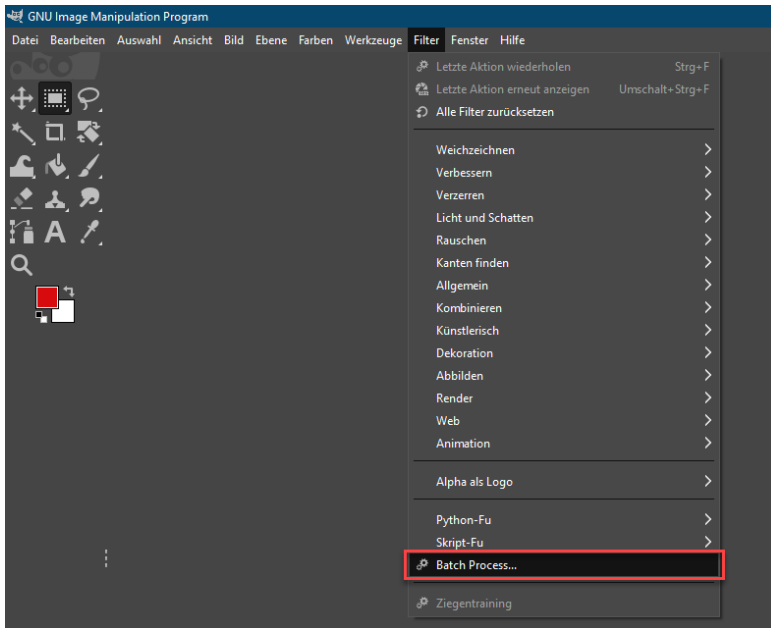 GNU Image Manipulation Program
Datei Bearbeiten Auswahl Ansicht Bild Ebene Farben Werkzeuge Filter Fenster Hilfe
Letzte Aktion wiederholen Strg+F
Letzte Aktion erneut anzeigen Umschalt+Strg+F
Alle Filter zurücksetzen
Weichzeichnen
Verbessern
Verzerren
Licht und Schatten
Rauschen
Kanten finden
Allgemein
Kombinieren
Künstlerisch
Dekoration
Abbilden
Render
Web
Animation
Alpha als Logo
Python-Fu
Skript-Fu
Batch Process...
Ziegentraining